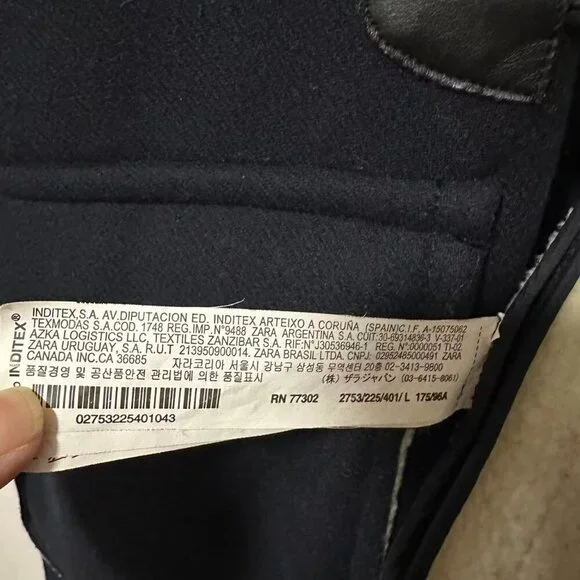 INDITEX®
INDITEX,S.A. AV.DIPUTACION ED. INDITEX ARTEIXO A CORUÑA (SPAIN)C.I.F. A-15075062
TEXMODAS S.A.COD. 1748 REG.IMP.N°9488 ZARA ARGENTINA S.A. CUIT:30-69314836-3 V-337-01
AZKA LOGISTICS LLC, TEXTILES ZANZIBAR S.A. RIF:N°J30536946-1 REG. N°:0000051 TI-02.
ZARA URUGUAY, S.A. R.U.T 213950900014. ZARA BRASIL LTDA. CNPJ: 02952485000491 ZARA
CANADA INC.CA 36685 자라코리아 서울시 강남구 삼성동 무역센터 20층 02-3413-9800
품질경영 및 공산품안전 관리법에 의한 품질표시 (株) ザラジャパン (03-6415-8061)
RN 77302 2753/225/401/ L 175/96A
02753225401043